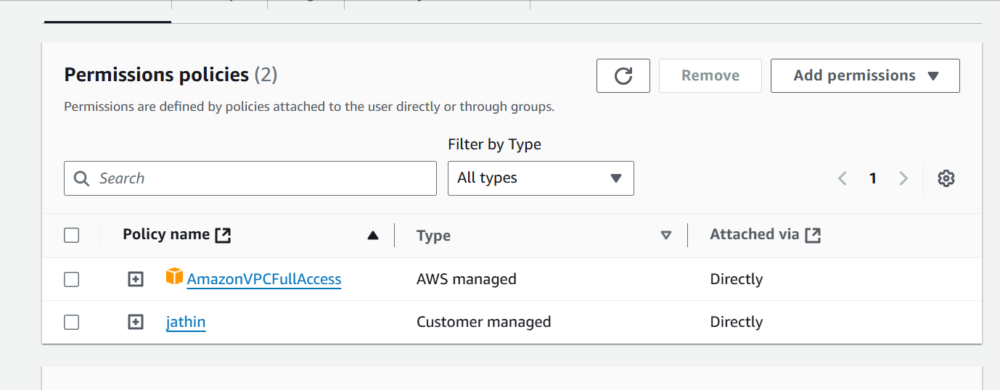 Permissions policies (2)
Remove
Add permissions
Permissions are defined by policies attached to the user directly or through groups.
Filter by Type
Search
All types
1
Policy name
Type
Attached via
AmazonVPCFullAccess
AWS managed
Directly
jathin
Customer managed
Directly